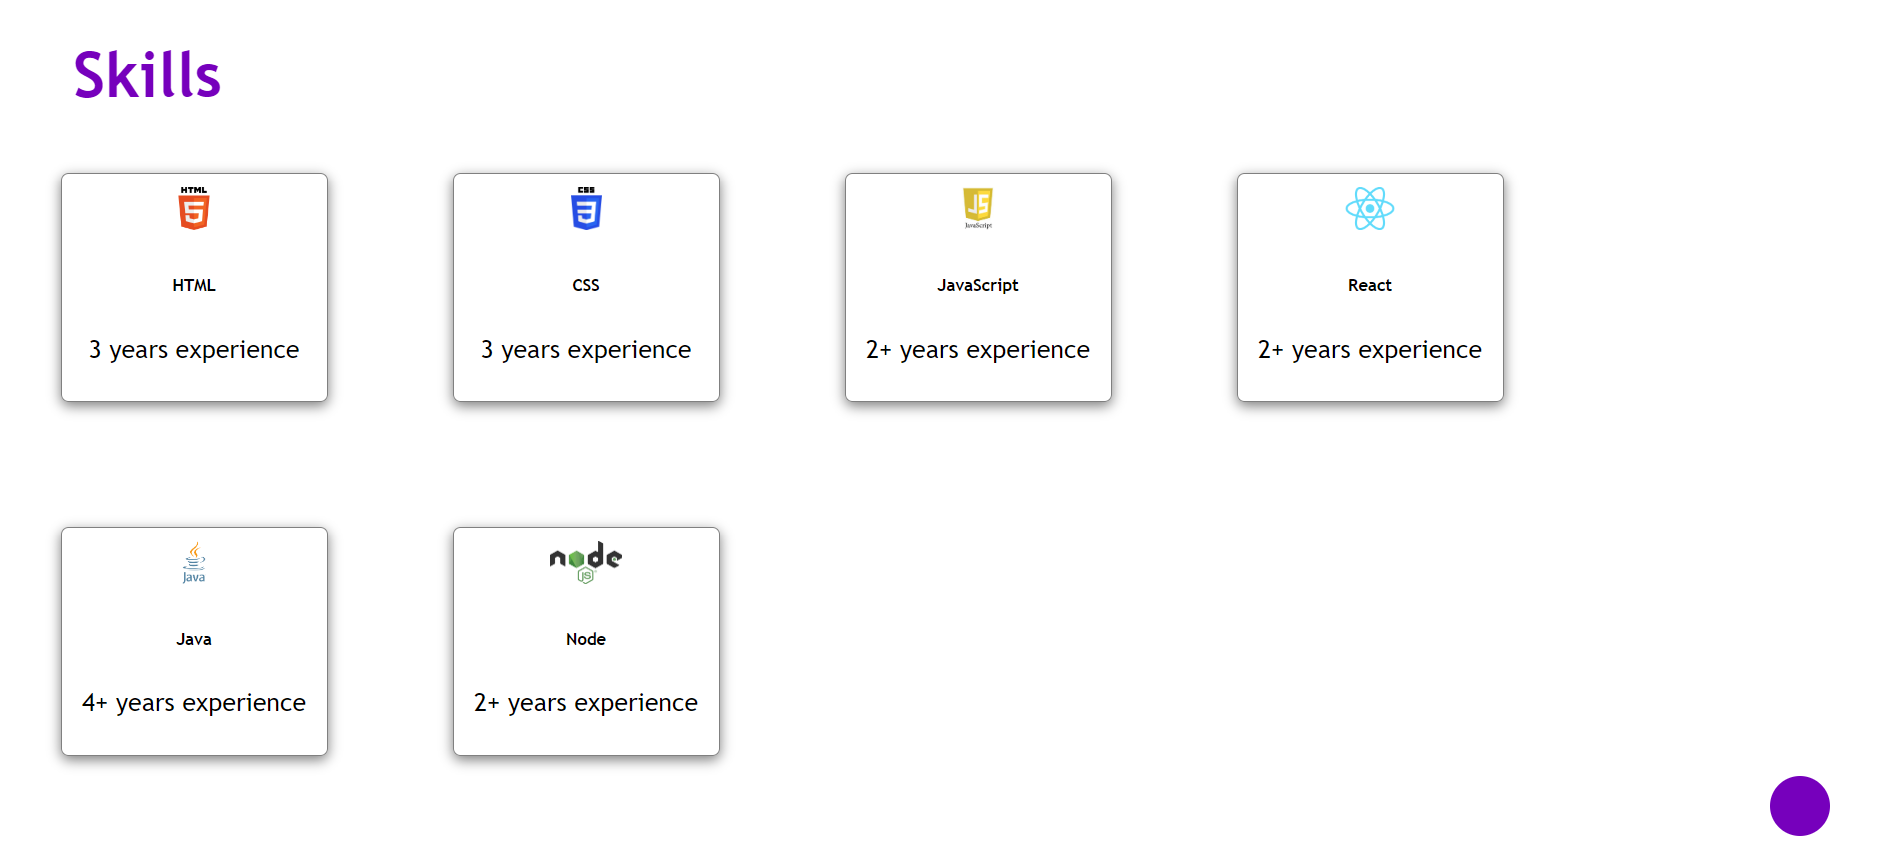 Skills
HTML
5
HTML
3 years experience
CSS
3
CSS
3 years experience
JS
JavaScript
JavaScript
2+ years experience
React
2+ years experience
Java
Java
4+ years experience
node
JS
Node
2+ years experience